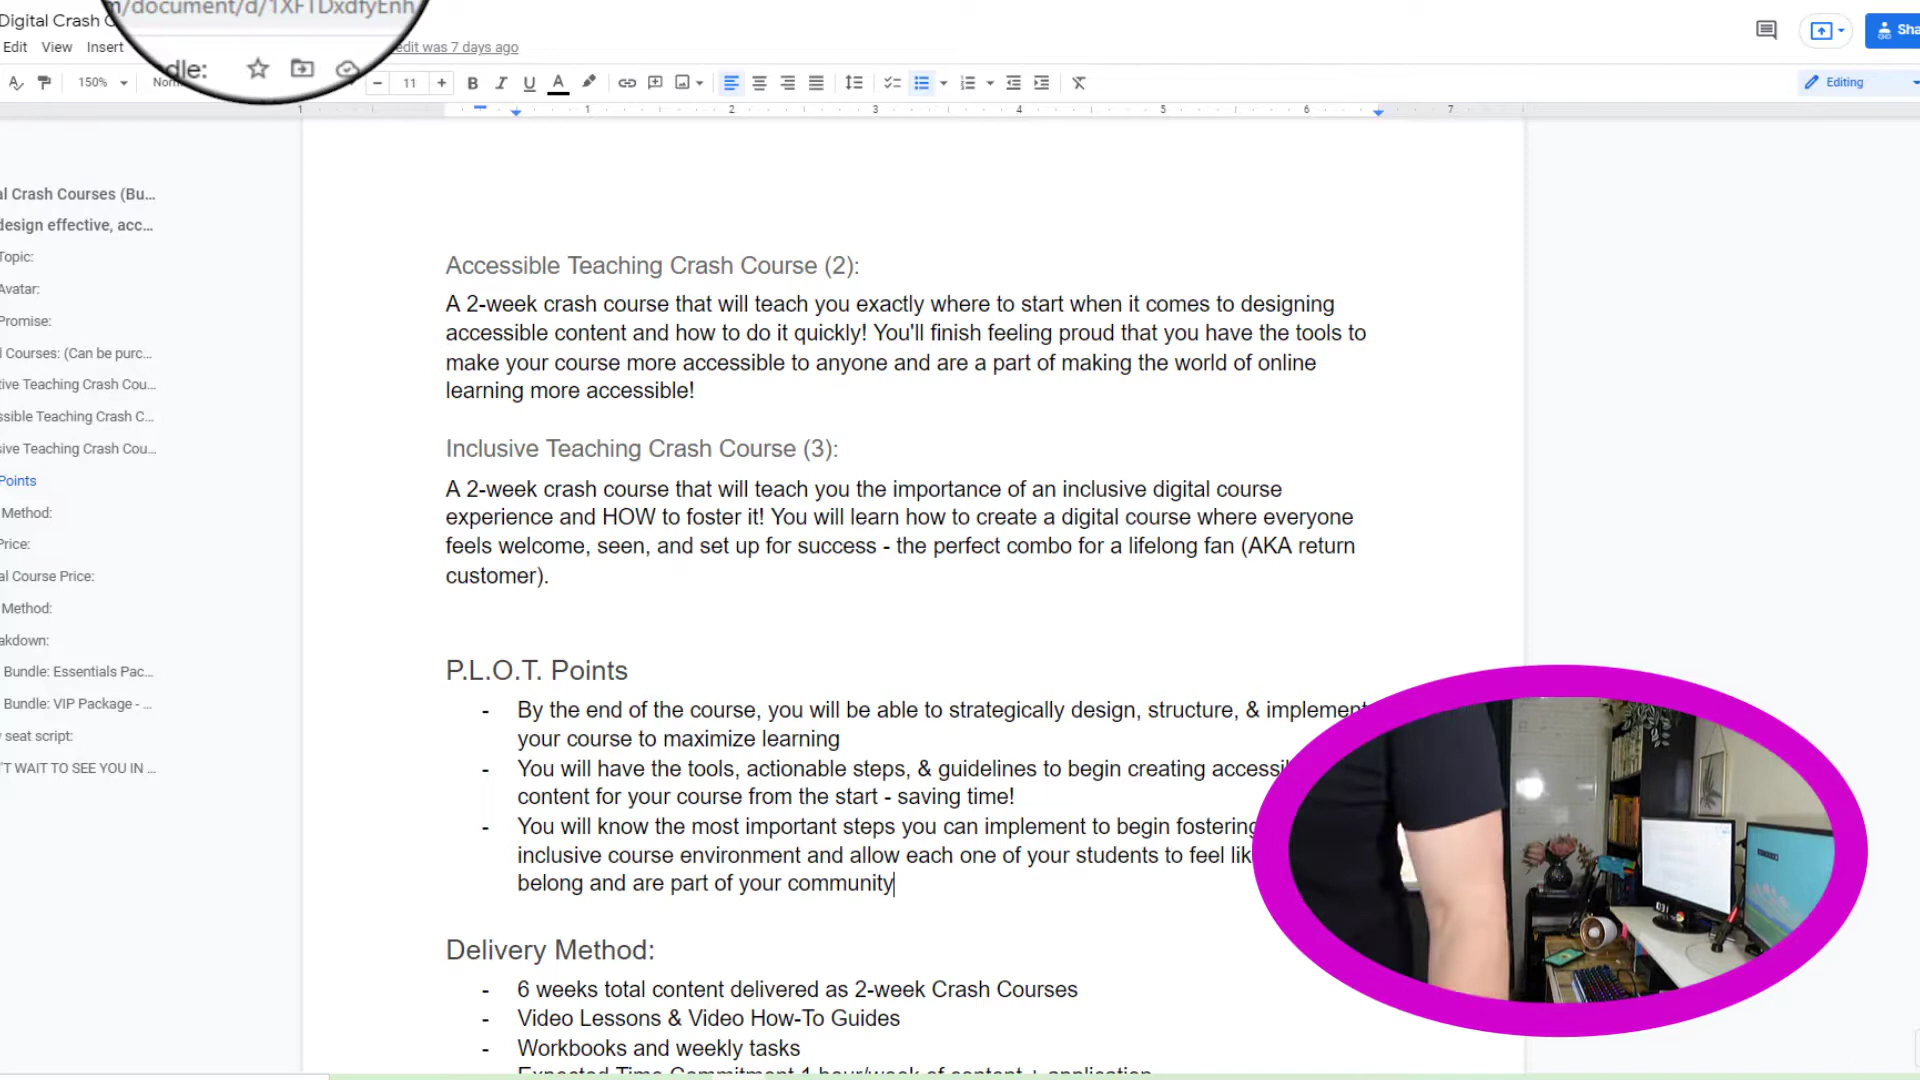 m/document/d/1XFTDxdfyEnh
Digital Crash
Edit View Insert
edit was 7 days ago
dle:
Sha
150%
11
Editing
1 1 2 3 4 5 6 7
al Crash Courses (Bu...
design effective, acc...
Topic:
Avatar:
Promise:
l Courses: (Can be purc...
tive Teaching Crash Cou...
ssible Teaching Crash C...
sive Teaching Crash Cou...
Points
Method:
Price:
al Course Price:
Method:
akdown:
Bundle: Essentials Pac...
Bundle: VIP Package - ...
seat script:
'T WAIT TO SEE YOU IN ...
Accessible Teaching Crash Course (2):
A 2-week crash course that will teach you exactly where to start when it comes to designing
accessible content and how to do it quickly! You'll finish feeling proud that you have the tools to
make your course more accessible to anyone and are a part of making the world of online
learning more accessible!
Inclusive Teaching Crash Course (3):
A 2-week crash course that will teach you the importance of an inclusive digital course
experience and HOW to foster it! You will learn how to create a digital course where everyone
feels welcome, seen, and set up for success - the perfect combo for a lifelong fan (AKA return
customer).
P.L.O.T. Points
- By the end of the course, you will be able to strategically design, structure, & implement
your course to maximize learning
- You will have the tools, actionable steps, & guidelines to begin creating accessi
content for your course from the start - saving time!
- You will know the most important steps you can implement to begin fostering
inclusive course environment and allow each one of your students to feel lik
belong and are part of your community
Delivery Method:
- 6 weeks total content delivered as 2-week Crash Courses
- Video Lessons & Video How-To Guides
- Workbooks and weekly tasks
Expected Time Commitment 1 hour/week of content + application